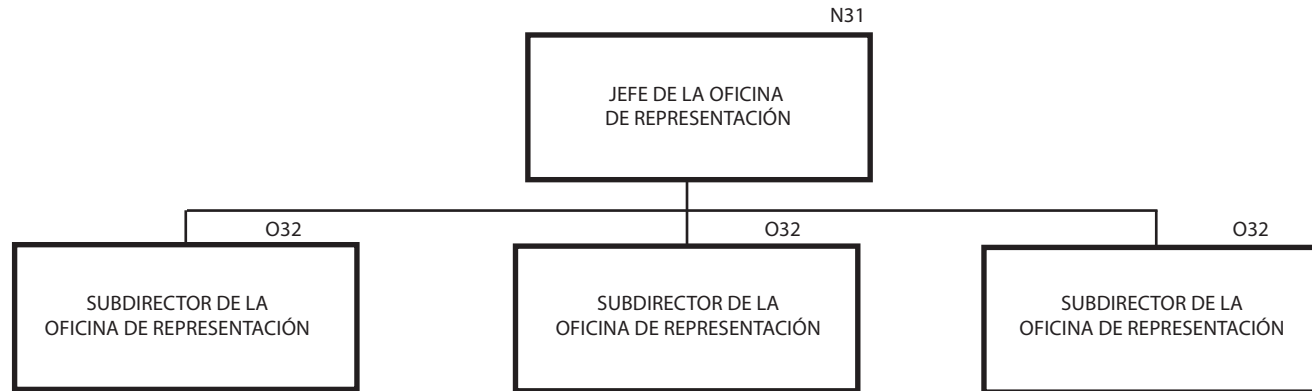 N31
JEFE DE LA OFICINA
DE REPRESENTACIÓN
O32
SUBDIRECTOR DE LA
OFICINA DE REPRESENTACIÓN
O32
SUBDIRECTOR DE LA
OFICINA DE REPRESENTACIÓN
O32
SUBDIRECTOR DE LA
OFICINA DE REPRESENTACIÓN